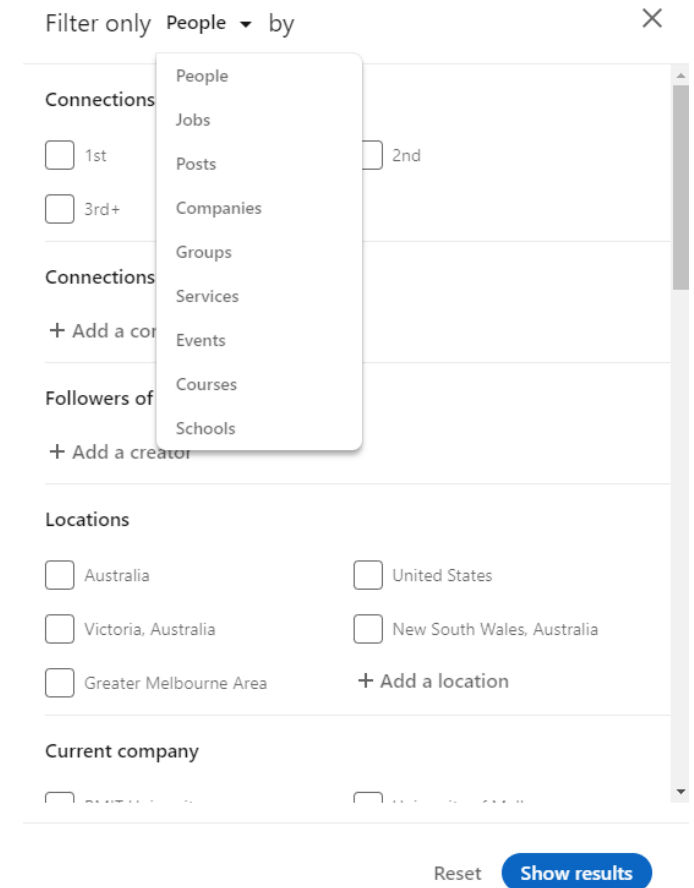 Filter only People by
People
Jobs
Posts
Companies
Groups
Services
Events
Courses
Schools
Connections
1st
2nd
3rd+
Connections
+ Add a
Followers of
+ Add a creator
Locations
Australia
United States
Victoria, Australia
New South Wales, Australia
Greater Melbourne Area
+ Add a location
Current company
Reset
Show results